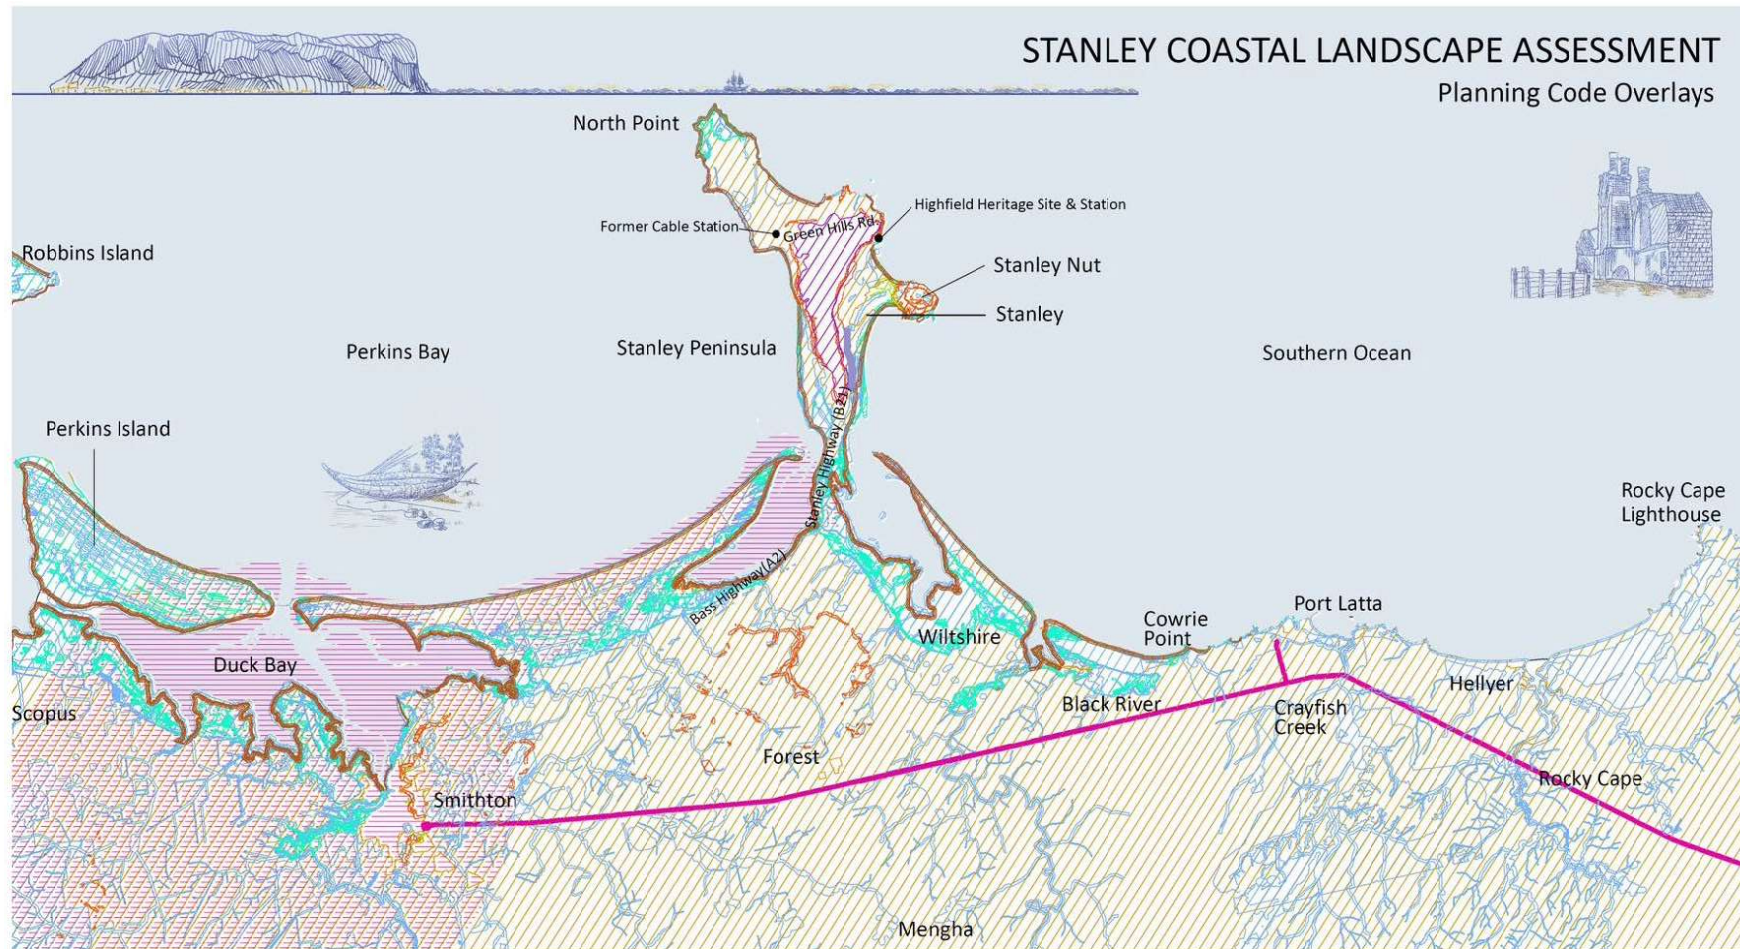 STANLEY COASTAL LANDSCAPE ASSESSMENT
Planning Code Overlays
North Point
Highfield Heritage Site & Station
Former Cable Station
Green Hills Rd.
Robbins Island
Stanley Nut
Stanley
Stanley Peninsula
Perkins Bay
Southern Ocean
Perkins Island
Stanley Highway (B21)
Rocky Cape
Lighthouse
Bass Highway(A2)
Port Latta
Cowrie
Point
Wiltshire
Duck Bay
Hellyer
Black River
Scopus
Crayfish
Creek
Forest
Rocky Cape
Smithton
Mengha